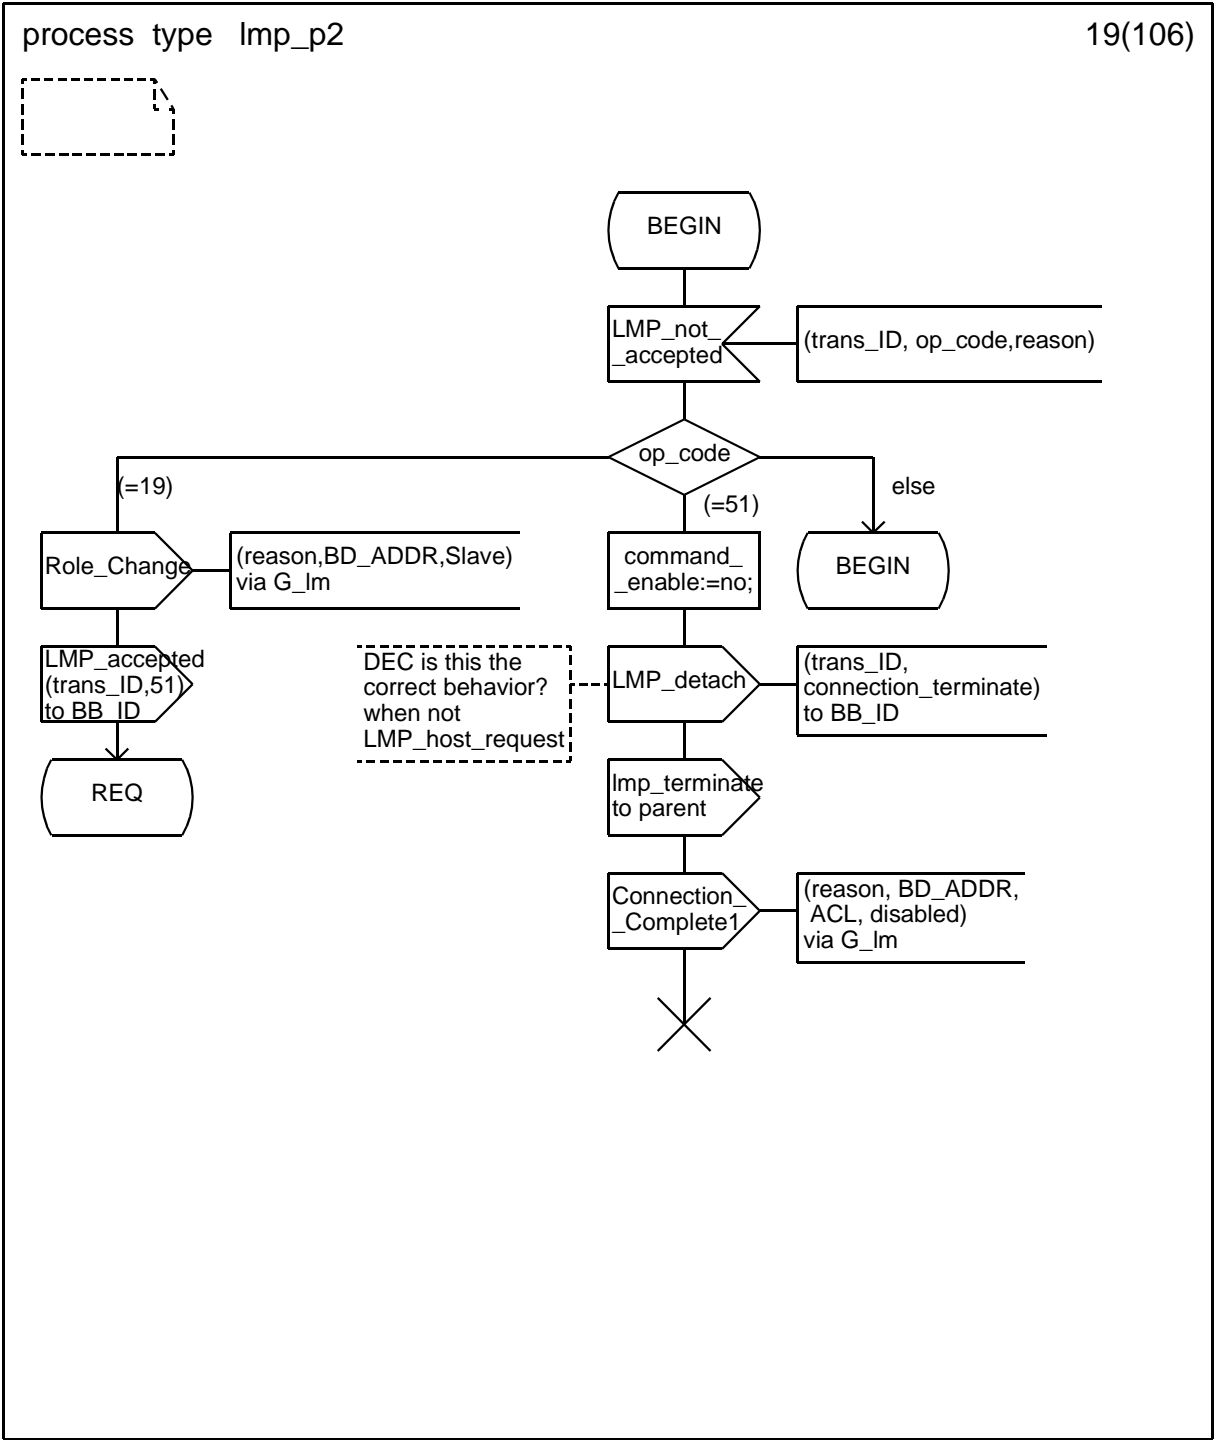 process type lmp_p2
19(106)
BEGIN
LMP_not_
_accepted
(trans_ID, op_code,reason)
op_code
(=19)
(=51)
else
Role_Change
(reason,BD_ADDR,Slave)
via G_lm
command_
_enable:=no;
BEGIN
LMP_accepted
(trans_ID,51)
to BB_ID
DEC is this the
correct behavior?
when not
LMP_host_request
LMP_detach
(trans_ID,
connection_terminate)
to BB_ID
REQ
lmp_terminate
to parent
Connection_
_Complete1
(reason, BD_ADDR,
ACL, disabled)
via G_lm